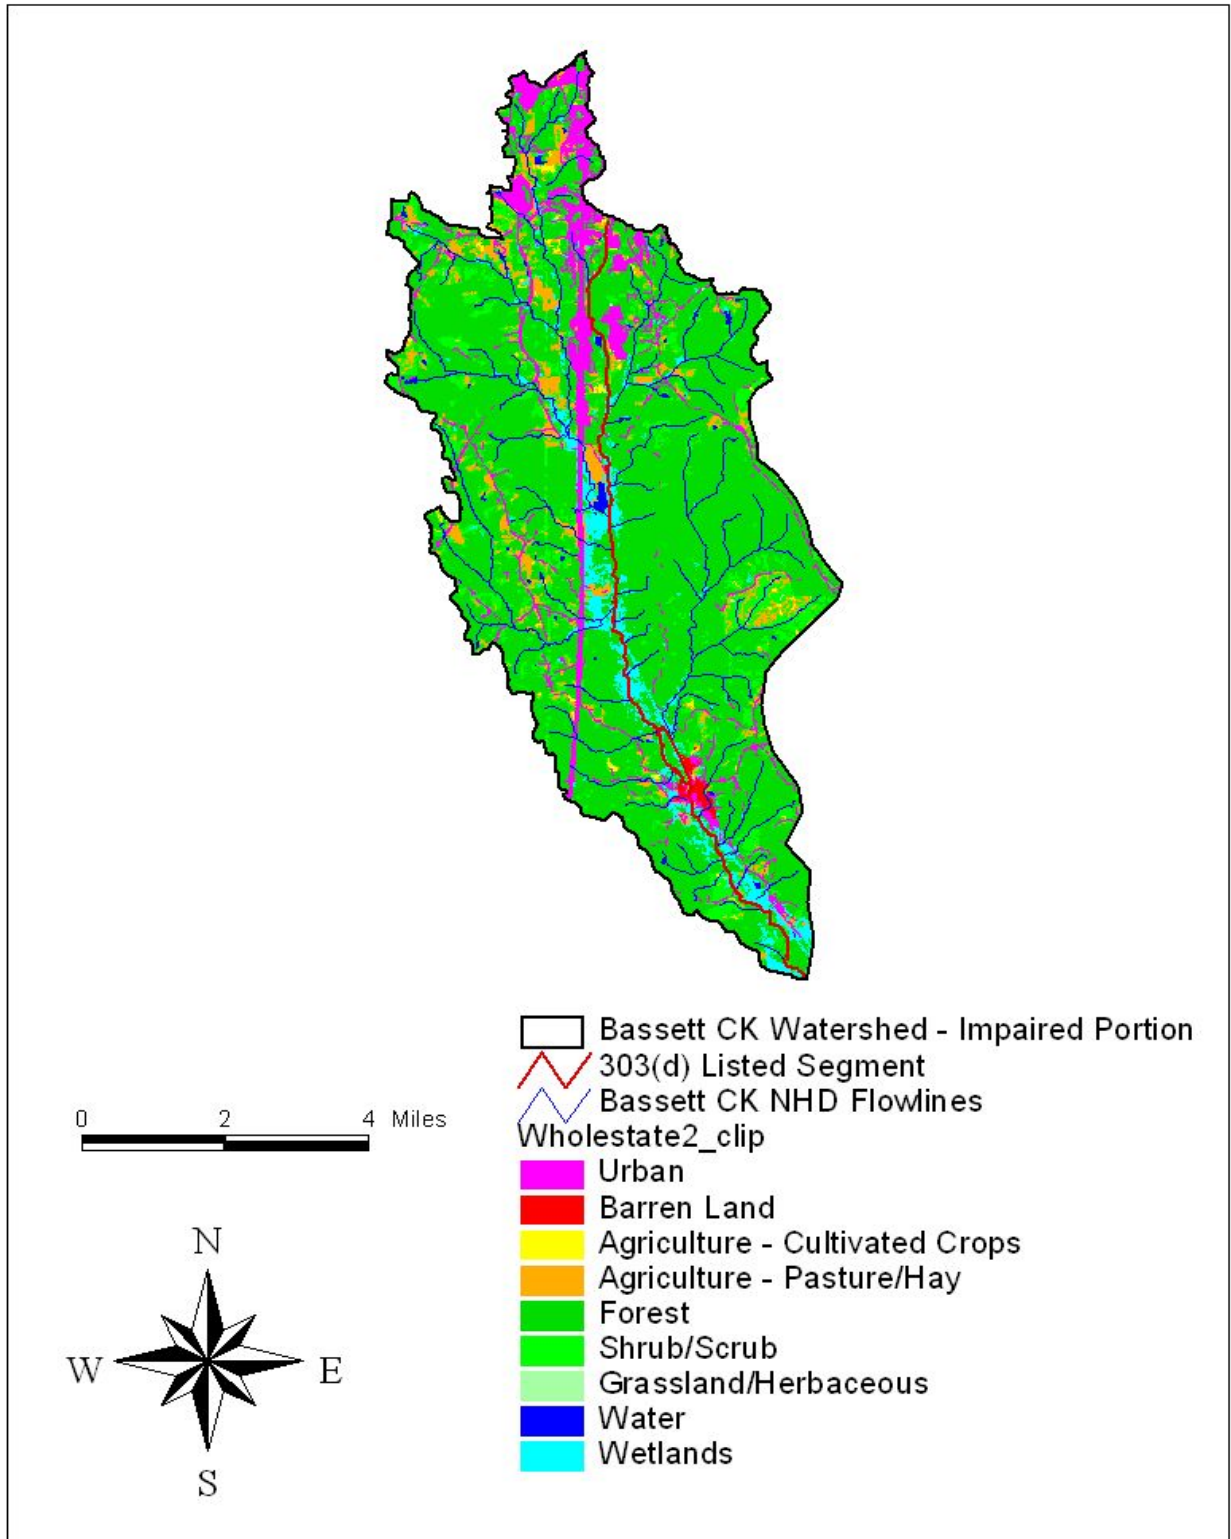 Bassett CK Watershed - Impaired Portion
303(d) Listed Segment
Bassett CK NHD Flowlines
Wholestate2_clip
Urban
Barren Land
Agriculture - Cultivated Crops
Agriculture - Pasture/Hay
Forest
Shrub/Scrub
Grassland/Herbaceous
Water
Wetlands
0 2 4 Miles
N
W E
S